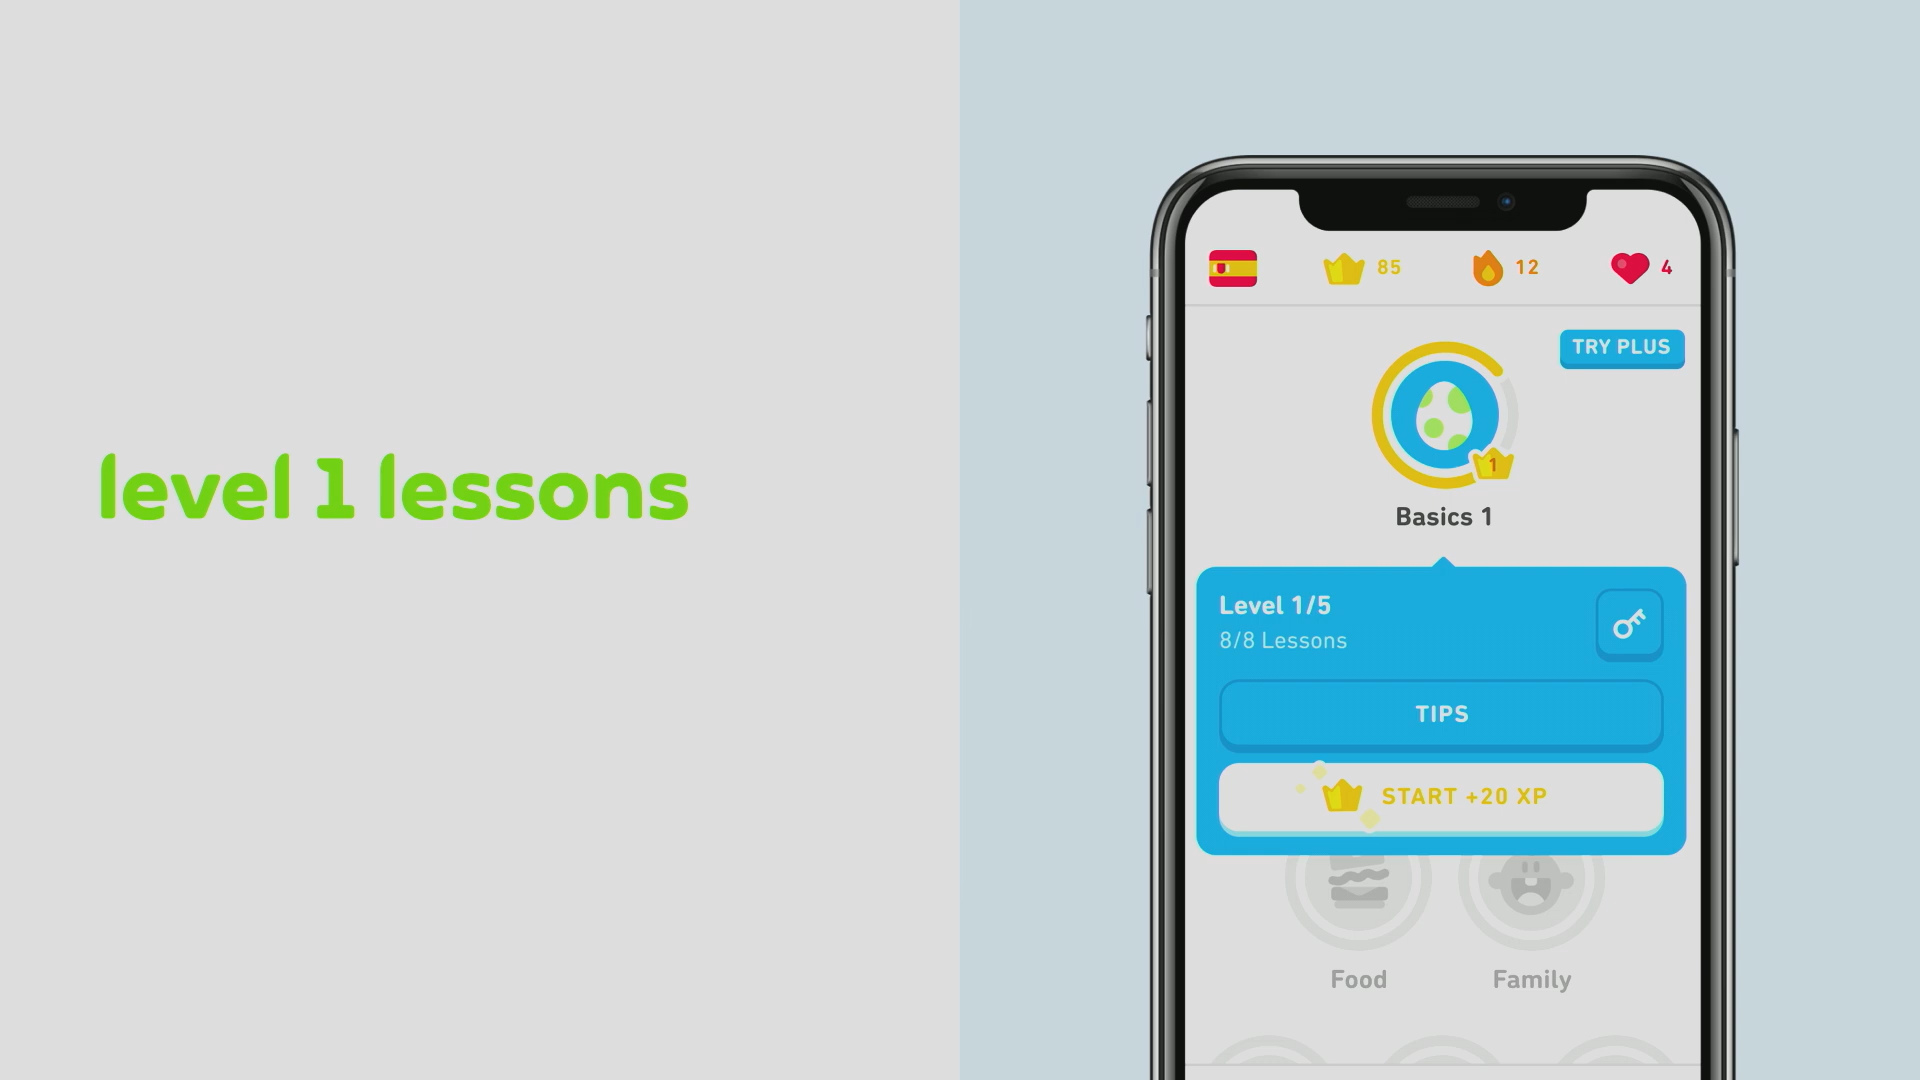 level 1 lessons
85
12
4
TRY PLUS
1
Basics 1
Level 1/5
8/8 Lessons
TIPS
START +20 XP
Food
Family